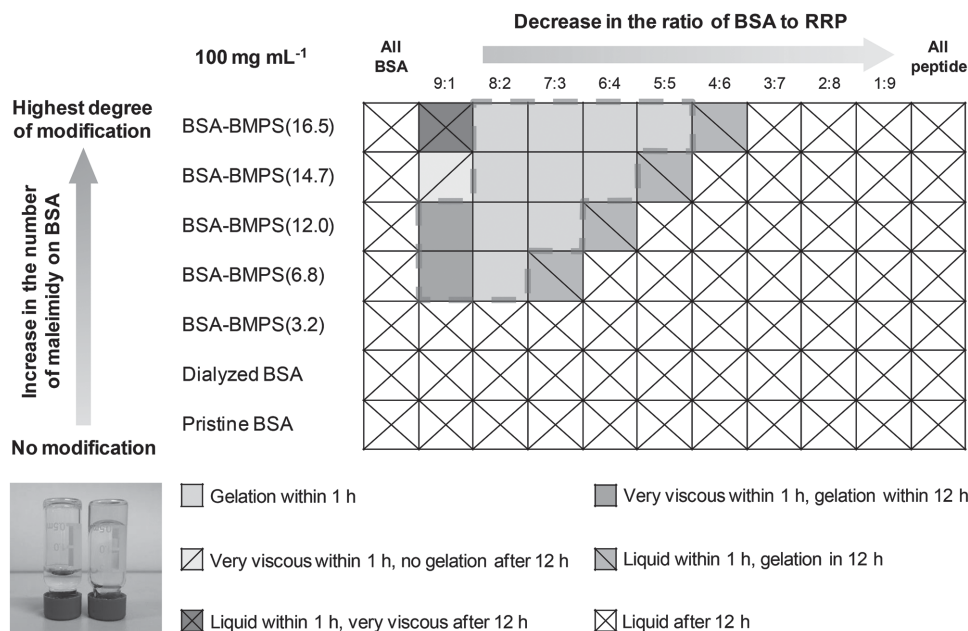 Decrease in the ratio of BSA to RRP
100 mg mL-1
All
BSA
9:1 8:2 7:3 6:4 5:5 4:6 3:7 2:8 1:9
All
peptide
Highest degree
of modification
Increase in the number
of maleimidy on BSA
No modification
BSA-BMPS(16.5)
BSA-BMPS(14.7)
BSA-BMPS(12.0)
BSA-BMPS(6.8)
BSA-BMPS(3.2)
Dialyzed BSA
Pristine BSA
Gelation within 1 h
Very viscous within 1 h, gelation within 12 h
Very viscous within 1 h, no gelation after 12 h
Liquid within 1 h, gelation in 12 h
Liquid within 1 h, very viscous after 12 h
Liquid after 12 h